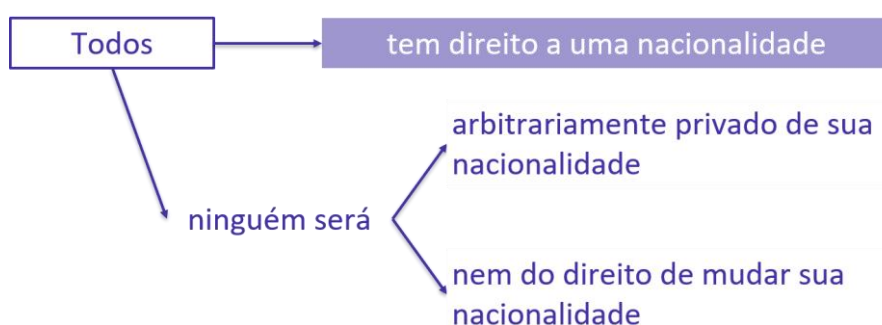 Todos
tem direito a uma nacionalidade
arbitrariamente privado de sua
nacionalidade
ninguém será
nem do direito de mudar sua
nacionalidade